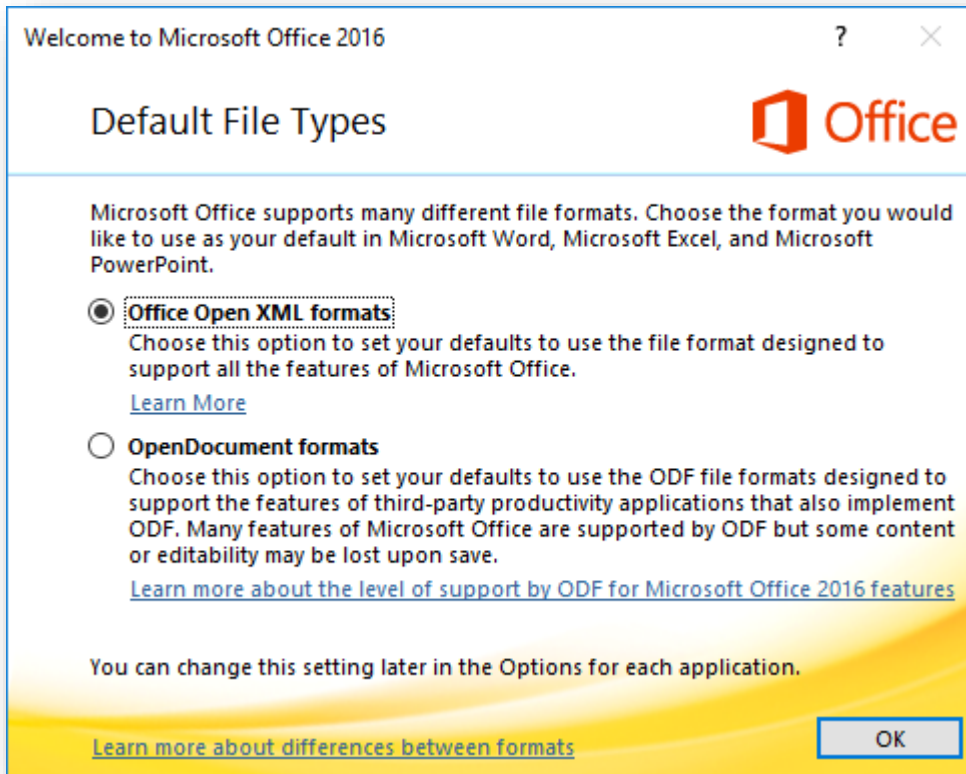 Welcome to Microsoft Office 2016
?
Default File Types
Office
Microsoft Office supports many different file formats. Choose the format you would
like to use as your default in Microsoft Word, Microsoft Excel, and Microsoft
PowerPoint.
Office Open XML formats
Choose this option to set your defaults to use the file format designed to
support all the features of Microsoft Office.
Learn More
OpenDocument formats
Choose this option to set your defaults to use the ODF file formats designed to
support the features of third-party productivity applications that also implement
ODF. Many features of Microsoft Office are supported by ODF but some content
or editability may be lost upon save.
Learn more about the level of support by ODF for Microsoft Office 2016 features
You can change this setting later in the Options for each application.
Learn more about differences between formats
OK